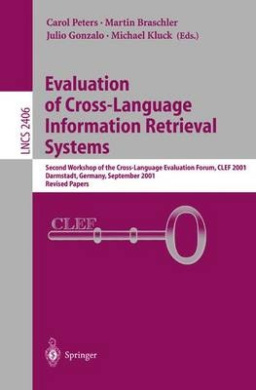 Carol Peters · Martin Braschler
Julio Gonzalo · Michael Kluck (Eds.)
LNCS 2406
Evaluation
of Cross-Language
Information Retrieval
Systems
Second Workshop of the Cross-Language Evaluation Forum, CLEF 2001
Darmstadt, Germany, September 2001
Revised Papers
CLEF
Springer